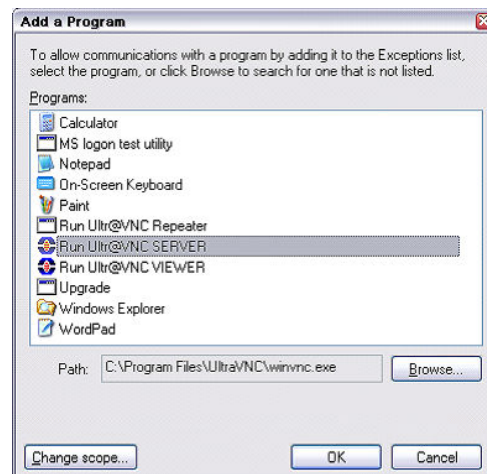 Add a Program
To allow communications with a program by adding it to the Exceptions list,
select the program, or click Browse to search for one that is not listed.
Programs:
Calculator
MS logon test utility
Notepad
On-Screen Keyboard
Paint
Run Ultr@VNC Repeater
Run Ultr@VNC SERVER
Run Ultr@VNC VIEWER
Upgrade
Windows Explorer
WordPad
Path: C:\Program Files\UltraVNC\winvnc.exe Browse...
Change scope... OK Cancel